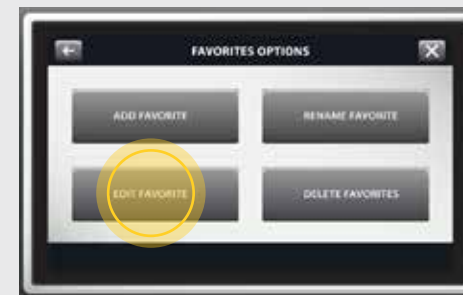 FAVORITES OPTIONS
ADD FAVORITE
RENAME FAVORITE
EDIT FAVORITE
DELETE FAVORITES